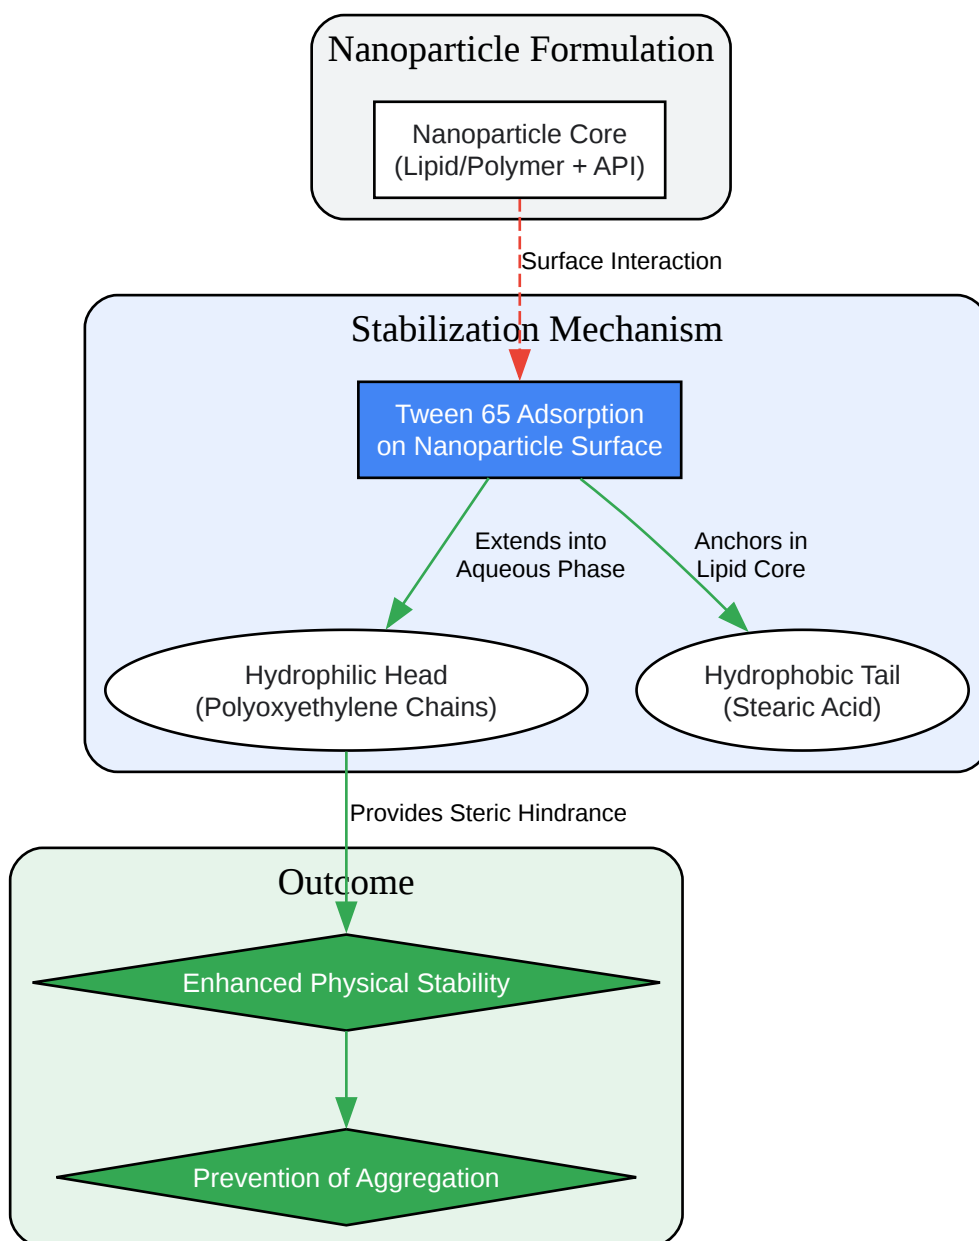 Nanoparticle Formulation
Nanoparticle Core
(Lipid/Polymer + API)
Surface Interaction
Stabilization Mechanism
Tween 65 Adsorption
on Nanoparticle Surface
Extends into
Aqueous Phase
Anchors in
Lipid Core
Hydrophilic Head
(Polyoxyethylene Chains)
Hydrophobic Tail
(Stearic Acid)
Provides Steric Hindrance
Outcome
Enhanced Physical Stability
Prevention of Aggregation